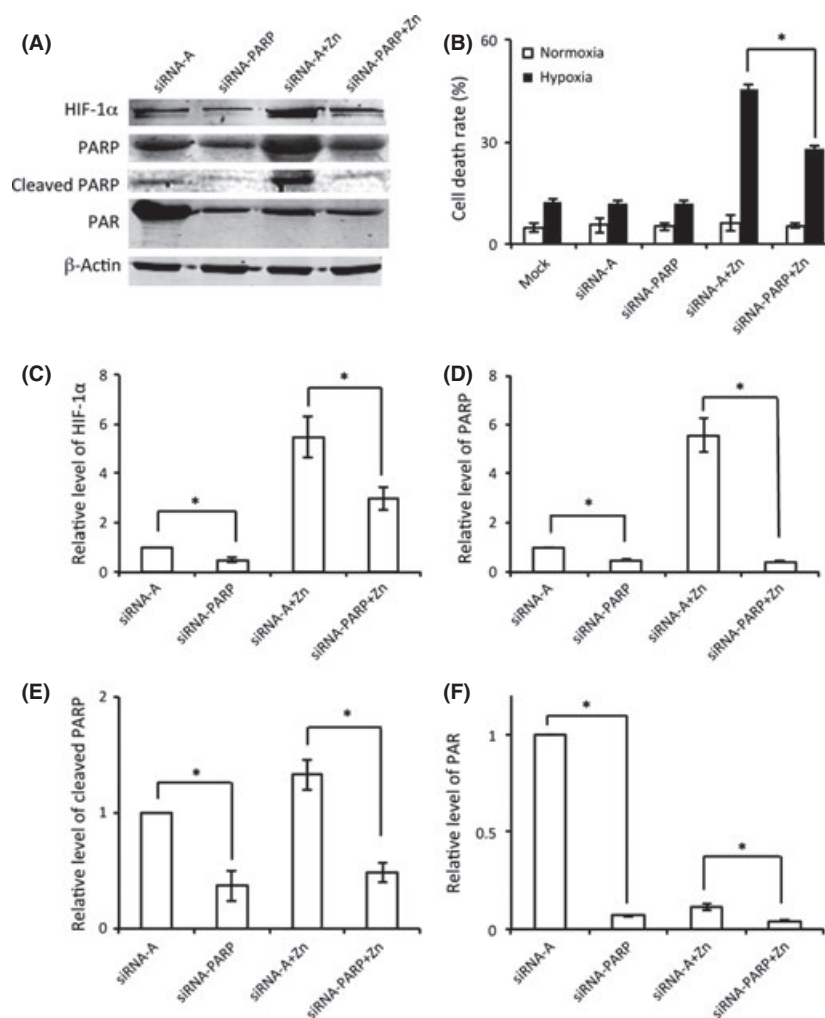 (A)
siRNA-A
siRNA-PARP
siRNA-A+Zn
siRNA-PARP+Zn
HIF-1α
PARP
Cleaved PARP
PAR
β-Actin
(B)
Normoxia
Hypoxia
*
Cell death rate (%)
60
30
0
Mock
siRNA-A
siRNA-PARP
siRNA-A+Zn
siRNA-PARP+Zn
(C)
Relative level of HIF-1α
8
6
4
2
0
*
*
siRNA-A
siRNA-PARP
siRNA-A+Zn
siRNA-PARP+Zn
(D)
Relative level of PARP
8
6
4
2
0
*
*
siRNA-A
siRNA-PARP
siRNA-A+Zn
siRNA-PARP+Zn
(E)
Relative level of cleaved PARP
2
1
0
*
*
siRNA-A
siRNA-PARP
siRNA-A+Zn
siRNA-PARP+Zn
(F)
Relative level of PAR
1
0.5
0
*
*
siRNA-A
siRNA-PARP
siRNA-A+Zn
siRNA-PARP+Zn